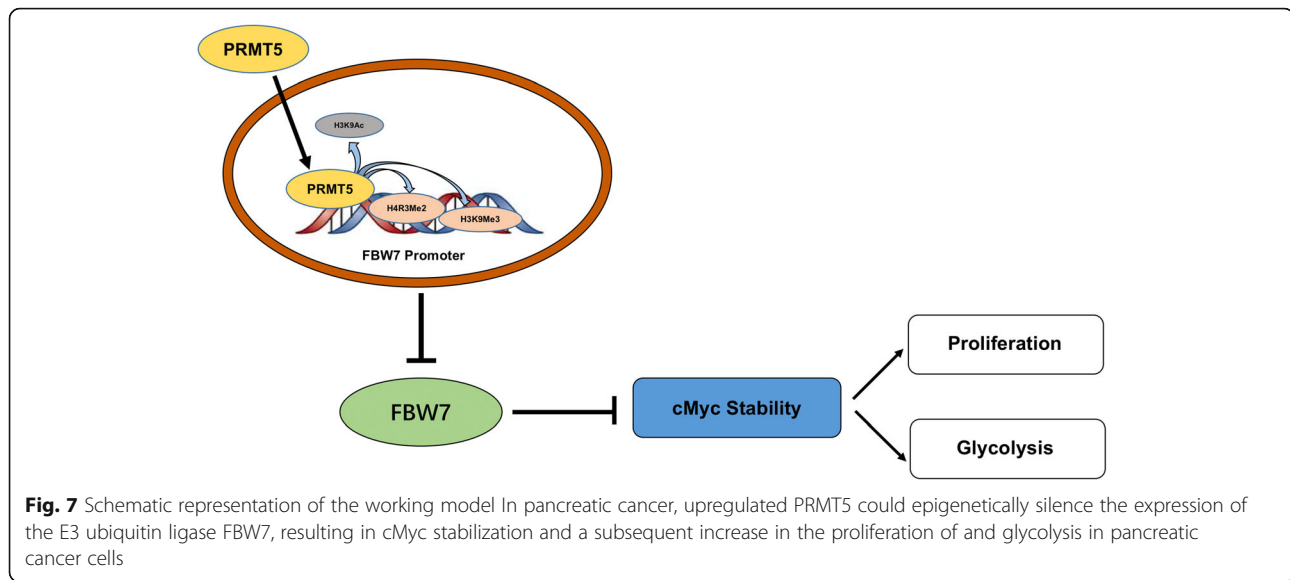 PRMT5
H3K9Ac
PRMT5
H4R3Me2
H3K9Me3
FBW7 Promoter
Proliferation
FBW7
cMyc Stability
Glycolysis
Fig. 7 Schematic representation of the working model In pancreatic cancer, upregulated PRMT5 could epigenetically silence the expression of
the E3 ubiquitin ligase FBW7, resulting in cMyc stabilization and a subsequent increase in the proliferation of and glycolysis in pancreatic
cancer cells